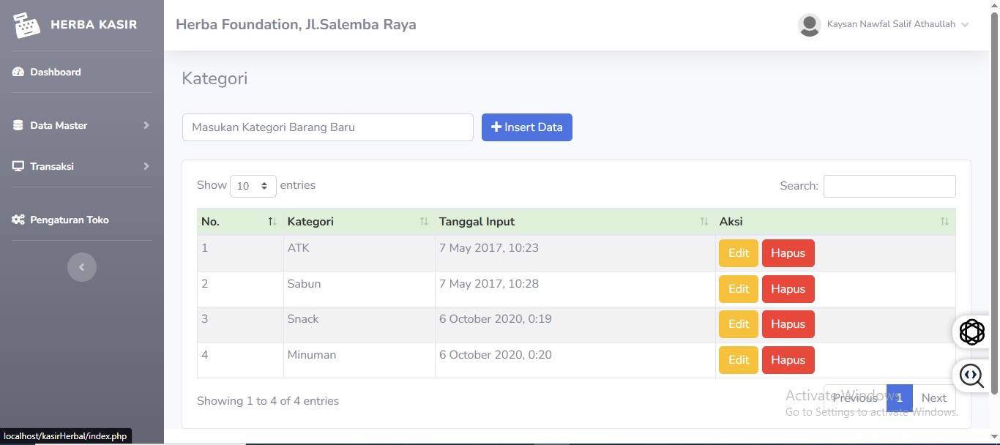 HERBA KASIR
Herba Foundation, Jl.Salemba Raya
Kaysan Nawfal Salif Athaullah
Dashboard
Data Master
Transaksi
Pengaturan Toko
Kategori
Masukan Kategori Barang Baru
Insert Data
Show 10 entries
Search:
No. Kategori Tanggal Input Aksi
1 ATK 7 May 2017, 10:23 Edit Hapus
2 Sabun 7 May 2017, 10:28 Edit Hapus
3 Snack 6 October 2020, 0:19 Edit Hapus
4 Minuman 6 October 2020, 0:20 Edit Hapus
Showing 1 to 4 of 4 entries
Previous 1 Next
Activate Windows
Go to Settings to activate Windows.
localhost/kasirHerbal/index.php